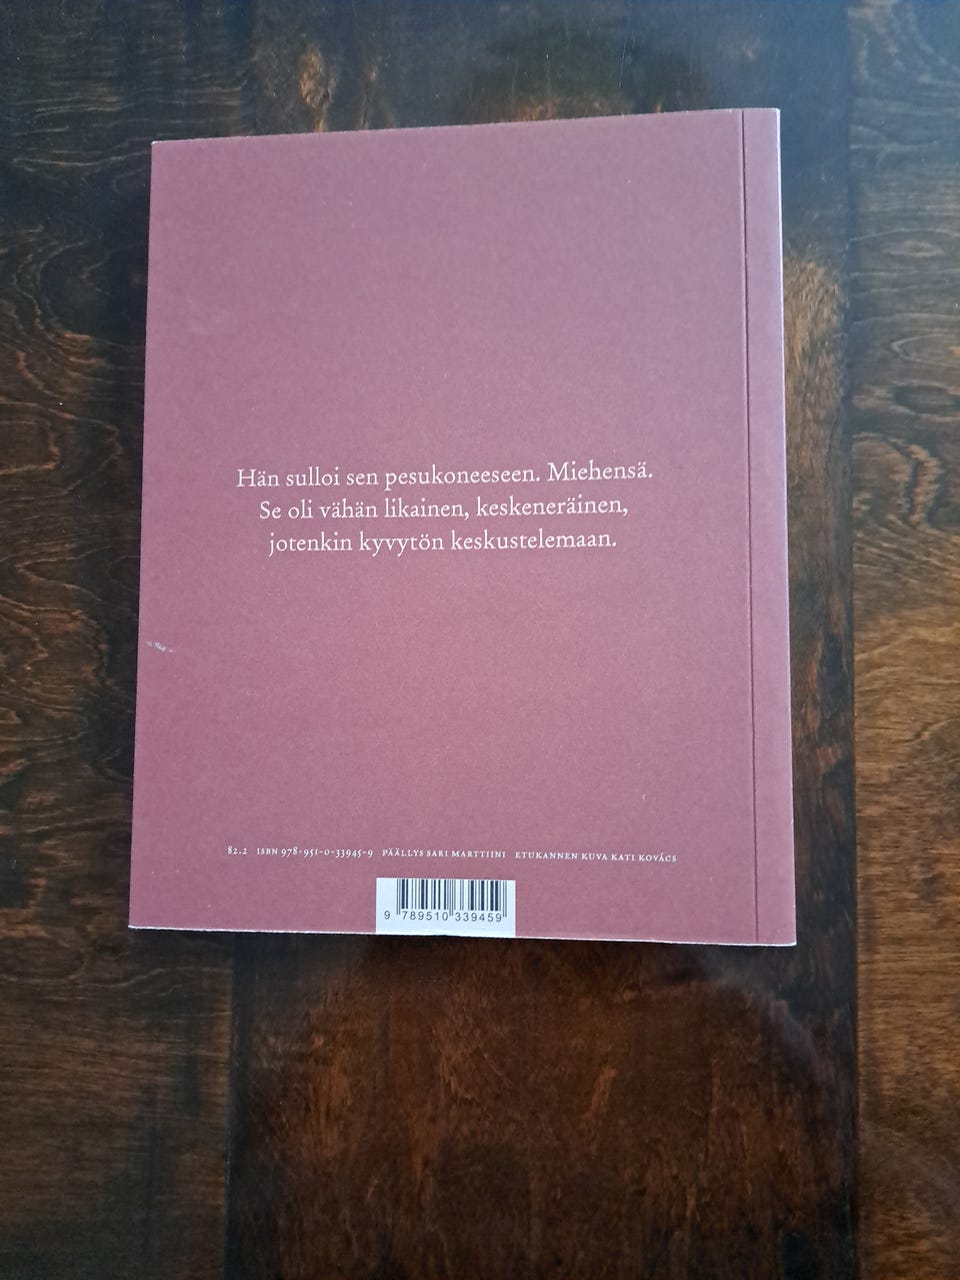 Hän sulloi sen pesukoneeseen. Miehensä.
Se oli vähän likainen, keskeneräinen,
jotenkin kyvytön keskustelemaan.
82.2 ISBN 978-951-0-33945-9 PÄÄLLYS SARI MARTTIINI ETUKANNEN KUVA KATI KOVÁCS
9 789510 339459